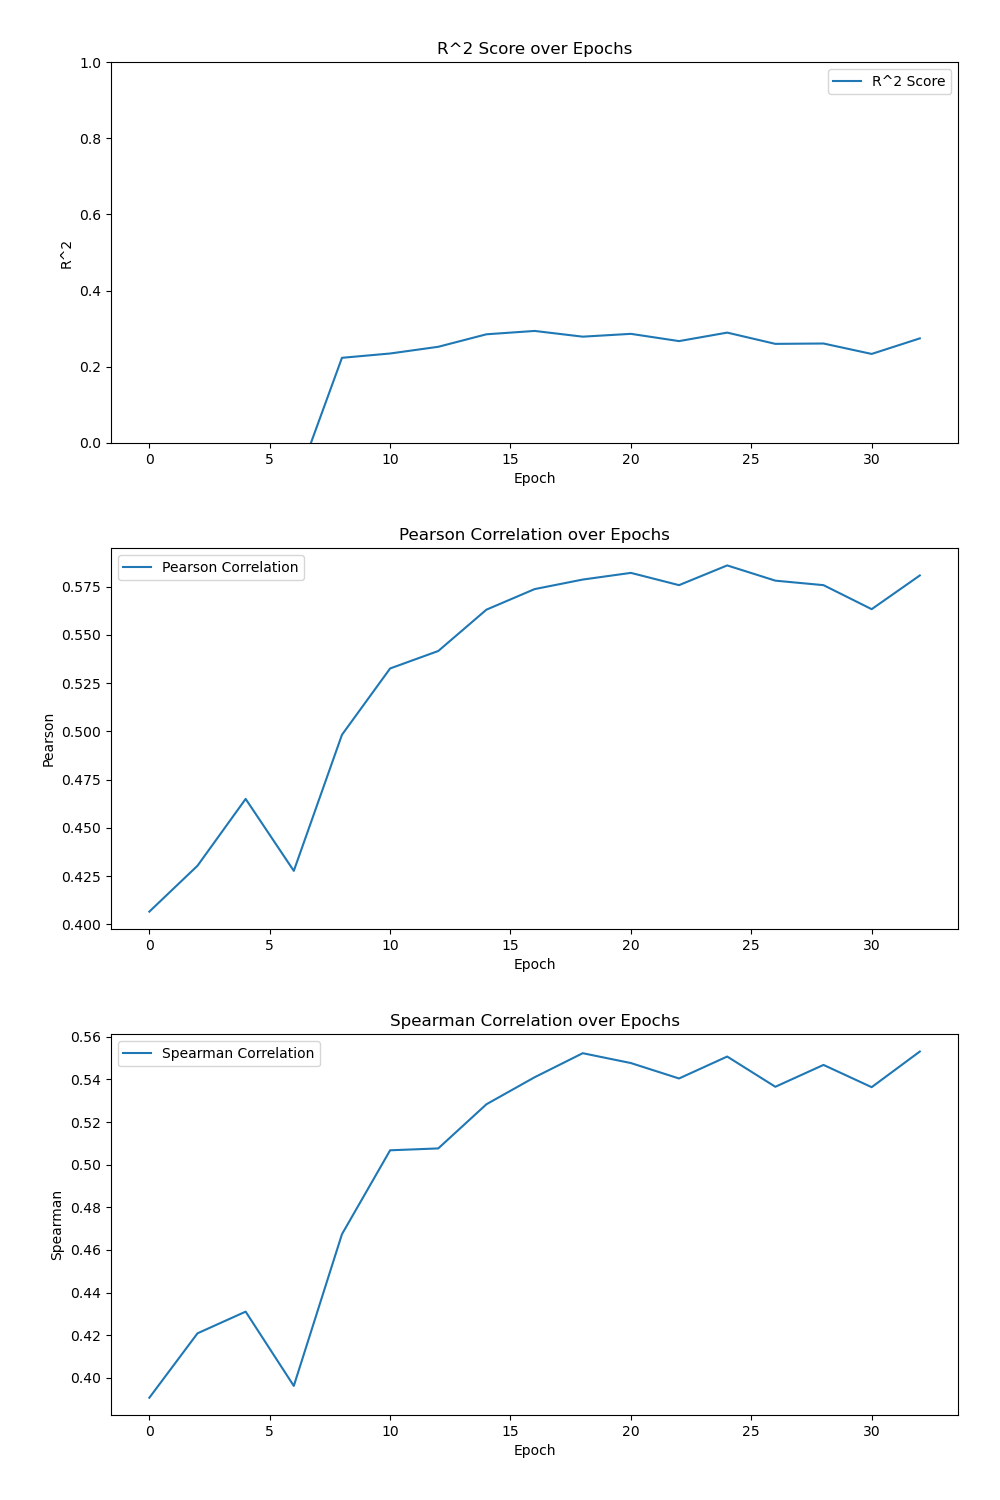 R^2 Score over Epochs
R^2 Score
1.0
0.8
0.6
0.4
0.2
0.0
R^2
0 5 10 15 20 25 30
Epoch
Pearson Correlation over Epochs
Pearson Correlation
0.575
0.550
0.525
0.500
0.475
0.450
0.425
0.400
Pearson
0 5 10 15 20 25 30
Epoch
Spearman Correlation over Epochs
Spearman Correlation
0.56
0.54
0.52
0.50
0.48
0.46
0.44
0.42
0.40
Spearman
0 5 10 15 20 25 30
Epoch